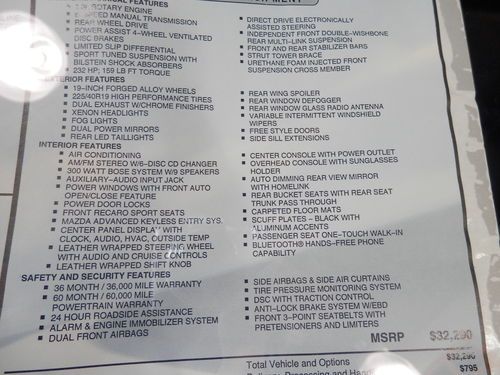 MECHANICAL FEATURES
ROTARY ENGINE
SPEED MANUAL TRANSMISSION
REAR WHEEL DRIVE
POWER ASSIST 4-WHEEL VENTILATED
DISC BRAKES
LIMITED SLIP DIFFERENTIAL
SPORT TUNED SUSPENSION WITH
BILSTEIN SHOCK ABSORBERS
232 HP; 159 LB FT TORQUE
DIRECT DRIVE ELECTRONICALLY
ASSISTED STEERING
INDEPENDENT FRONT DOUBLE-WISHBONE
REAR MULTI-LINK SUSPENSION
FRONT AND REAR STABILIZER BARS
STRUT TOWER BRACE
URETHANE FOAM INJECTED FRONT
SUSPENSION CROSS MEMBER
EXTERIOR FEATURES
19-INCH FORGED ALLOY WHEELS
225/40R19 HIGH PERFORMANCE TIRES
DUAL EXHAUST W/CHROME FINISHERS
XENON HEADLIGHTS
FOG LIGHTS
DUAL POWER MIRRORS
REAR LED TAILLIGHTS
REAR WING SPOILER
REAR WINDOW DEFOGGER
REAR WINDOW GLASS RADIO ANTENNA
VARIABLE INTERMITTENT WINDSHIELD
WIPERS
FREE STYLE DOORS
SIDE SILL EXTENSIONS
INTERIOR FEATURES
AIR CONDITIONING
AM/FM STEREO W/6-DISC CD CHANGER
300 WATT BOSE SYSTEM W/9 SPEAKERS
AUXILIARY-AUDIO INPUT JACK
POWER WINDOWS WITH FRONT AUTO
OPEN/CLOSE FEATURE
POWER DOOR LOCKS
FRONT RECARO SPORT SEATS
MAZDA ADVANCED KEYLESS ENTRY SYS.
CENTER PANEL DISPLAY WITH
CLOCK, AUDIO, HVAC, OUTSIDE TEMP
LEATHER WRAPPED STEERING WHEEL
WITH AUDIO AND CRUISE CONTROLS
LEATHER WRAPPED SHIFT KNOB
CENTER CONSOLE WITH POWER OUTLET
OVERHEAD CONSOLE WITH SUNGLASSES
HOLDER
AUTO DIMMING REAR VIEW MIRROR
WITH HOMELINK
REAR BUCKET SEATS WITH REAR SEAT
TRUNK PASS THROUGH
CARPETED FLOOR MATS
SCUFF PLATES - BLACK WITH
ALUMINUM ACCENTS
PASSENGER SEAT ONE-TOUCH WALK-IN
BLUETOOTH® HANDS-FREE PHONE
CAPABILITY
SAFETY AND SECURITY FEATURES
36 MONTH / 36,000 MILE WARRANTY
60 MONTH / 60,000 MILE
POWERTRAIN WARRANTY
24 HOUR ROADSIDE ASSISTANCE
ALARM & ENGINE IMMOBILIZER SYSTEM
DUAL FRONT AIRBAGS
SIDE AIRBAGS & SIDE AIR CURTAINS
TIRE PRESSURE MONITORING SYSTEM
DSC WITH TRACTION CONTROL
ANTI-LOCK BRAKE SYSTEM W/EBD
FRONT 3-POINT SEATBELTS WITH
PRETENSIONERS AND LIMITERS
MSRP $32,290
$32,290
Total Vehicle and Options
$795